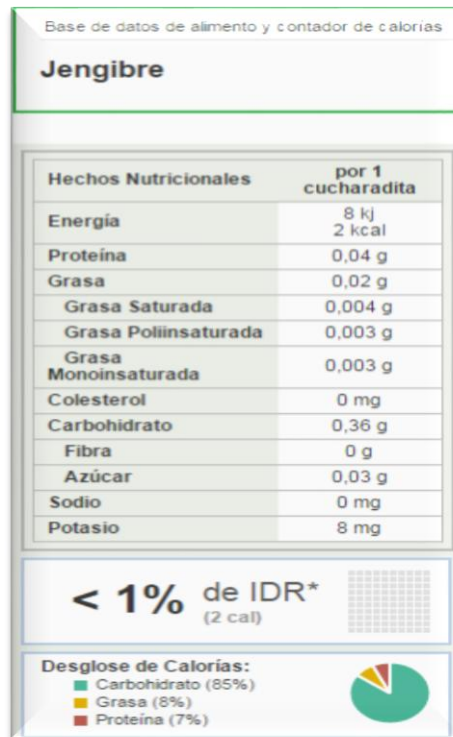 Base de datos de alimento y contador de calorías
Jengibre
Hechos Nutricionales por 1 cucharadita
Energía 8 kj
2 kcal
Proteína 0,04 g
Grasa 0,02 g
Grasa Saturada 0,004 g
Grasa Poliinsaturada 0,003 g
Grasa Monoinsaturada 0,003 g
Colesterol 0 mg
Carbohidrato 0,36 g
Fibra 0 g
Azúcar 0,03 g
Sodio 0 mg
Potasio 8 mg
< 1% de IDR*
(2 cal)
Desglose de Calorías:
Carbohidrato (85%)
Grasa (8%)
Proteína (7%)